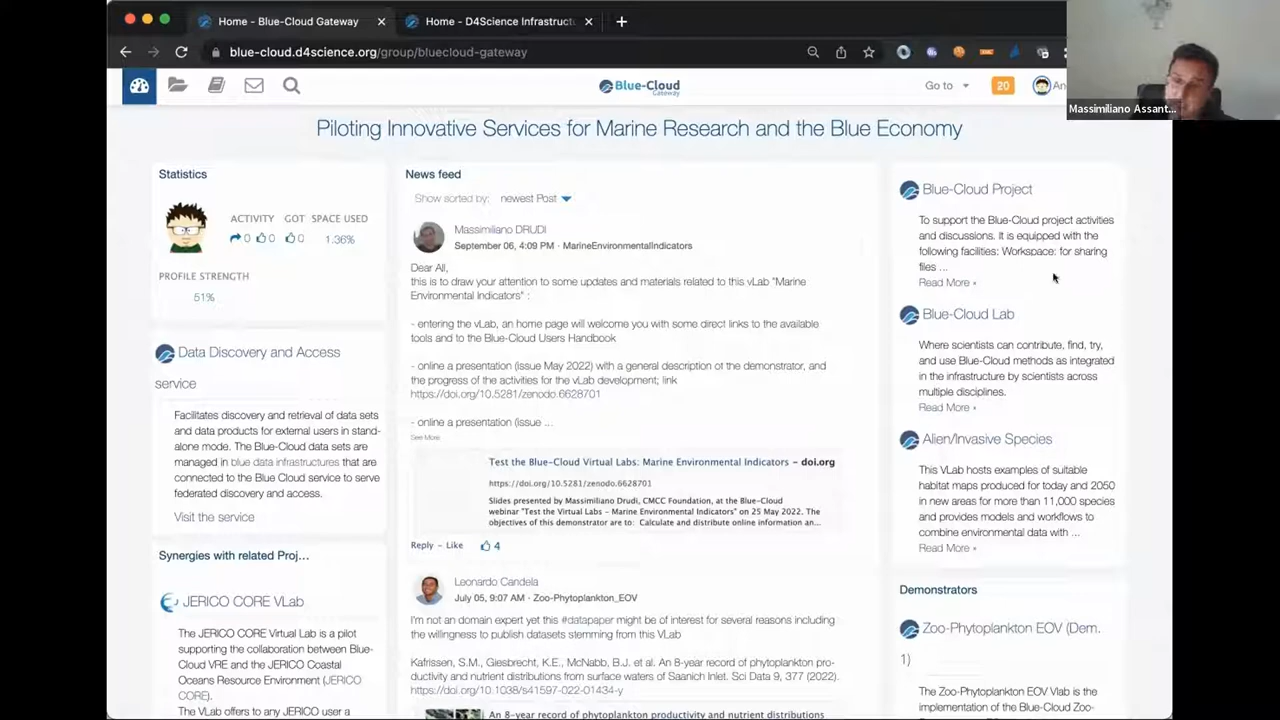 Home - Blue-Cloud Gateway
Home - D4Science Infrastruct
blue-cloud.d4science.org/group/bluecloud-gateway
Blue-Cloud
Gateway
Go to
20
An
Massimiliano Assant...
Piloting Innovative Services for Marine Research and the Blue Economy
Statistics
ACTIVITY GOT SPACE USED
0 0 0 1.36%
PROFILE STRENGTH
51%
Data Discovery and Access
service
Facilitates discovery and retrieval of data sets
and data products for external users in stand-
alone mode. The Blue-Cloud data sets are
managed in blue data infrastructures that are
connected to the Blue Cloud service to serve
federated discovery and access.
Visit the service
Synergies with related Proj...
JERICO CORE VLab
The JERICO CORE Virtual Lab is a pilot
supporting the collaboration between Blue-
Cloud VRE and the JERICO Coastal
Oceans Resource Environment (JERICO
CORE).
The VLab offers to any JERICO user a
News feed
Show sorted by: newest Post
Massimiliano DRUDI
September 06, 4:09 PM · MarineEnvironmentalIndicators
Dear All,
this is to draw your attention to some updates and materials related to this vLab "Marine
Environmental Indicators" :
- entering the vLab, an home page will welcome you with some direct links to the available
tools and to the Blue-Cloud Users Handbook
- online a presentation (issue May 2022) with a general description of the demonstrator, and
the progress of the activities for the vLab development; link
https://doi.org/10.5281/zenodo.6628701
- online a presentation (issue ...
See More
Test the Blue-Cloud Virtual Labs: Marine Environmental Indicators - doi.org
https://doi.org/10.5281/zenodo.6628701
Slides presented by Massimiliano Drudi, CMCC Foundation, at the Blue-Cloud
webinar "Test the Virtual Labs - Marine Environmental Indicators" on 25 May 2022. The
objectives of this demonstrator are to: Calculate and distribute online information an...
Reply - Like 4
Leonardo Candela
July 05, 9:07 AM · Zoo-Phytoplankton_EOV
I'm not an domain expert yet this #datapaper might be of interest for several reasons including
the willingness to publish datasets stemming from this VLab
Kafrissen, S.M., Giesbrecht, K.E., McNabb, B.J. et al. An 8-year record of phytoplankton pro-
ductivity and nutrient distributions from surface waters of Saanich Inlet. Sci Data 9, 377 (2022).
https://doi.org/10.1038/s41597-022-01434-y
An 8-year record of phytoplankton productivity and nutrient distributions
Blue-Cloud Project
To support the Blue-Cloud project activities
and discussions. It is equipped with the
following facilities: Workspace: for sharing
files ...
Read More »
Blue-Cloud Lab
Where scientists can contribute, find, try,
and use Blue-Cloud methods as integrated
in the infrastructure by scientists across
multiple disciplines.
Read More »
Alien/Invasive Species
This VLab hosts examples of suitable
habitat maps produced for today and 2050
in new areas for more than 11,000 species
and provides models and workflows to
combine environmental data with ...
Read More »
Demonstrators
Zoo-Phytoplankton EOV (Dem.
1)
The Zoo-Phytoplankton EOV Vlab is the
implementation of the Blue-Cloud Zoo-